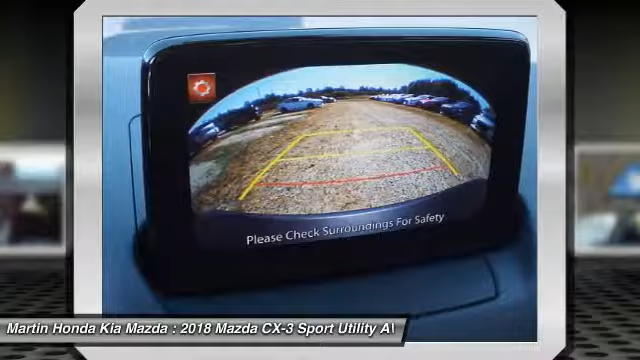 Please Check Surroundings For Safety
Martin Honda Kia Mazda : 2018 Mazda CX-3 Sport Utility